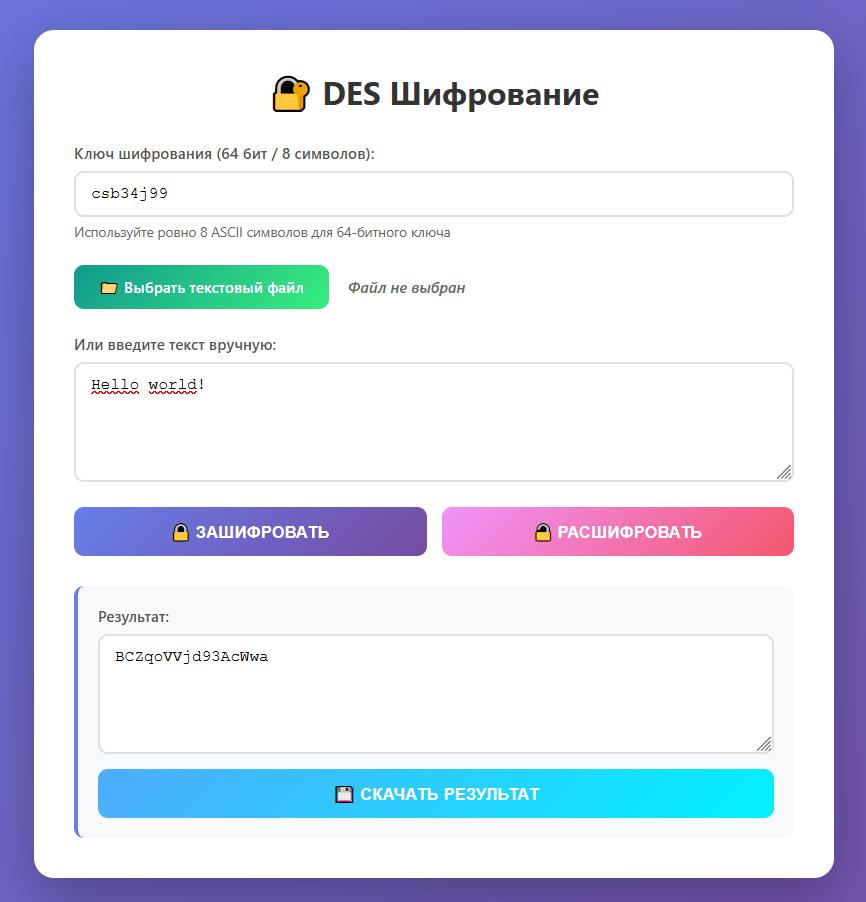 DES Шифрование
Ключ шифрования (64 бит / 8 символов):
csb34j99
Используйте ровно 8 ASCII символов для 64-битного ключа
Выбрать текстовый файл
Файл не выбран
Или введите текст вручную:
Hello world!
ЗАШИФРОВАТЬ
РАСШИФРОВАТЬ
Результат:
BCZqoVVjd93AcWwa
СКАЧАТЬ РЕЗУЛЬТАТ